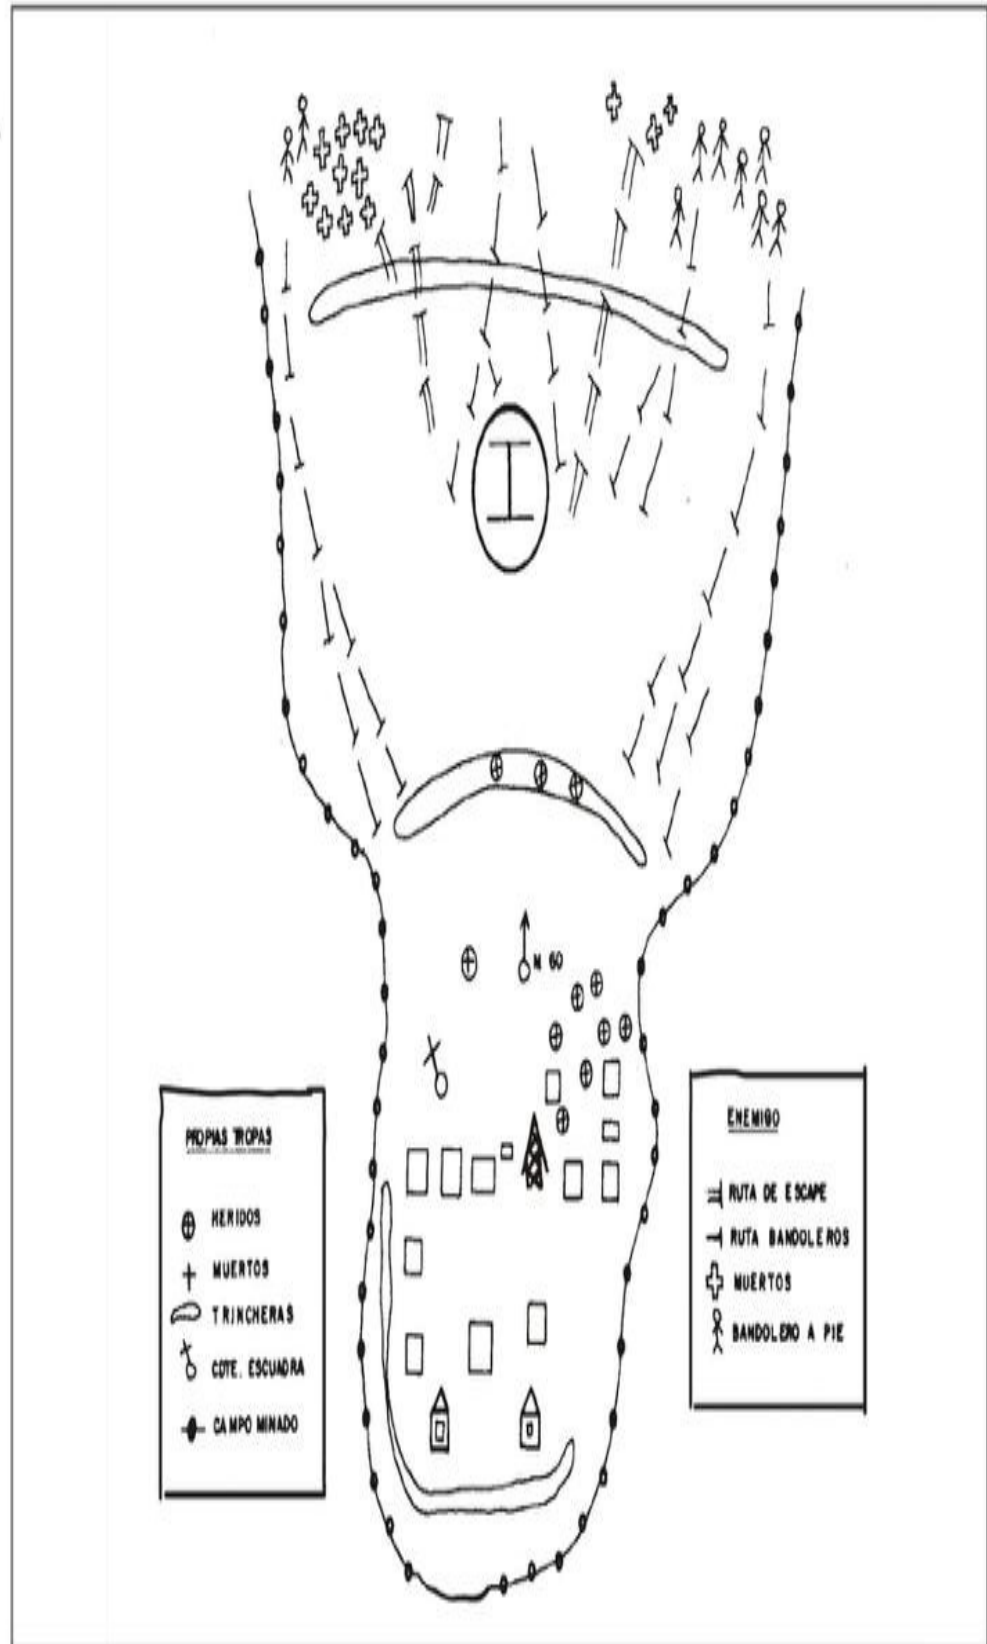 H
M 60
PROPIAS TROPAS
HERIDOS
MUERTOS
TRINCHERAS
CDTE. ESCUADRA
CAMPO MINADO
ENEMIGO
RUTA DE ESCAPE
RUTA BANDOLEROS
MUERTOS
BANDOLERO A PIE